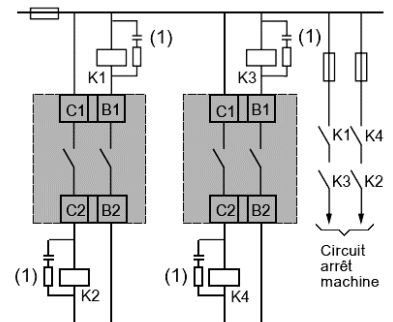 (1)
(1)
K1
K3
C1 B1
C1 B1
K1
K4
K3
K2
C2 B2
C2 B2
(1)
(1)
K2
K4
Circuit
arrêt
machine